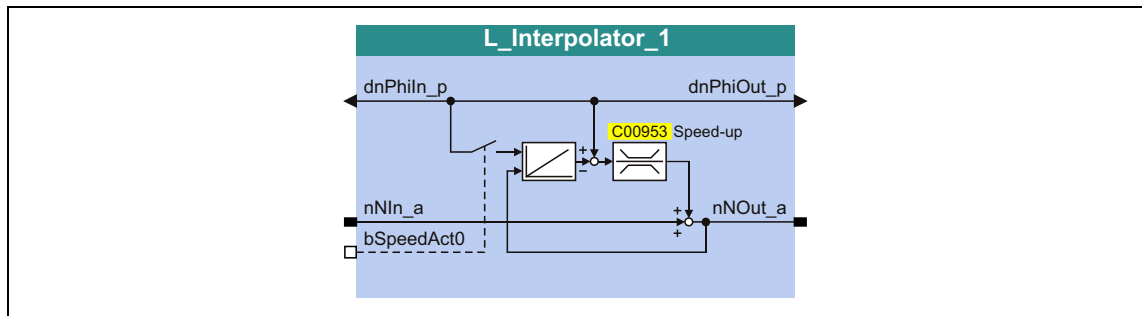 L_Interpolator_1
dnPhiIn_p dnPhiOut_p
C00953 Speed-up
+
−
nNIn_a + nNOut_a
+
bSpeedAct0